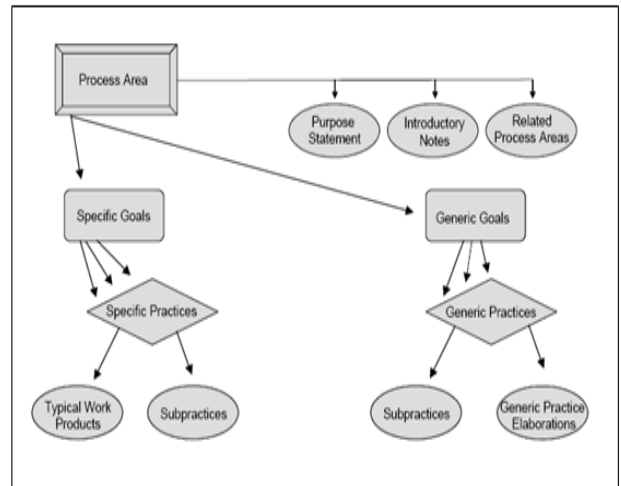 Process Area
Purpose
Statement
Introductory
Notes
Related
Process Areas
Specific Goals
Generic Goals
Specific Practices
Generic Practices
Typical Work
Products
Subpractices
Subpractices
Generic Practice
Elaborations